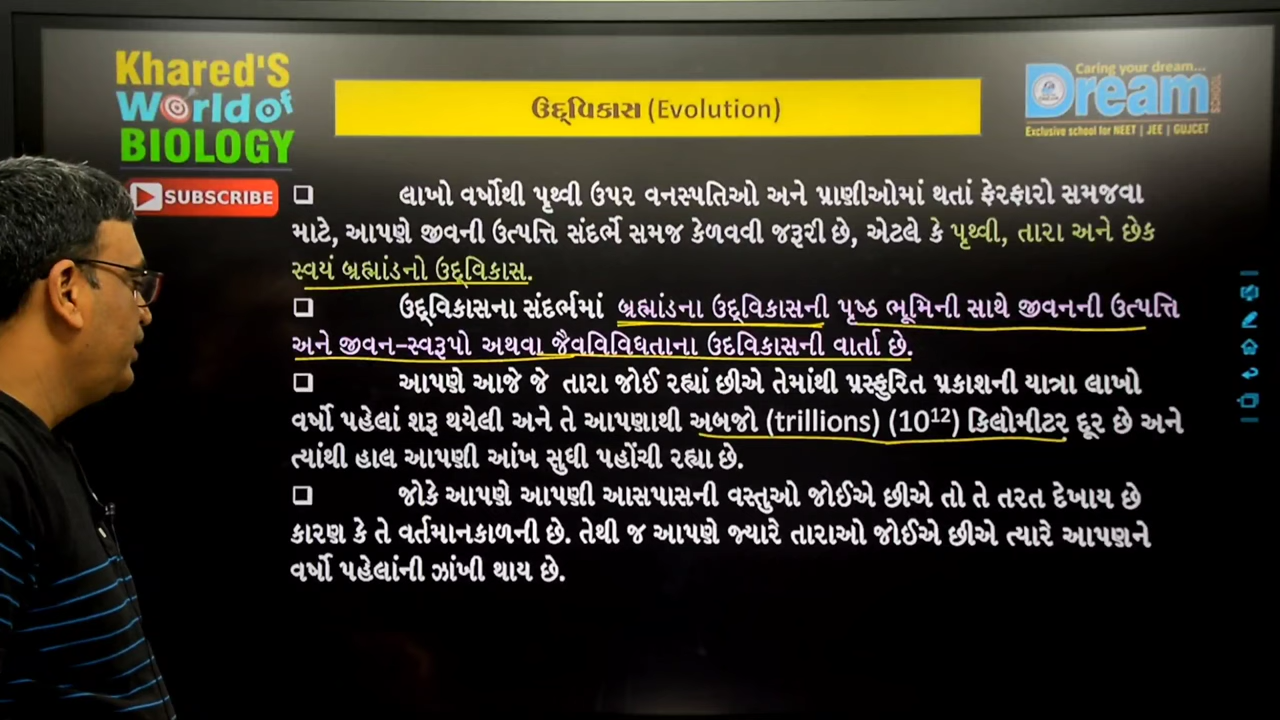 Khared'S
World of
BIOLOGY
SUBSCRIBE
ઉદ્‌વિકાસ (Evolution)
Caring your dream...
Dream
SCHOOL
Exclusive school for NEET | JEE | GUJCET
લાખો વર્ષોથી પૃથ્વી ઉપર વનસ્પતિઓ અને પ્રાણીઓમાં થતાં ફેરફારો સમજવા
માટે, આપણે જીવની ઉત્પત્તિ સંદર્ભે સમજ કેળવવી જરૂરી છે, એટલે કે પૃથ્વી, તારા અને છેક
સ્વયં બ્રહ્માંડનો ઉદ્‌વિકાસ.
ઉદ્‌વિકાસના સંદર્ભમાં બ્રહ્માંડના ઉદ્‌વિકાસની પૃષ્ઠ ભૂમિની સાથે જીવનની ઉત્પત્તિ
અને જીવન-સ્વરૂપો અથવા જૈવવિવિધતાના ઉદવિકાસની વાર્તા છે.
આપણે આજે જે તારા જોઈ રહ્યાં છીએ તેમાંથી પ્રસ્ફુરિત પ્રકાશની યાત્રા લાખો
વર્ષો પહેલાં શરૂ થયેલી અને તે આપણાથી અબજો (trillions) (10¹²) કિલોમીટર દૂર છે અને
ત્યાંથી હાલ આપણી આંખ સુધી પહોંચી રહ્યા છે.
જોકે આપણે આપણી આસપાસની વસ્તુઓ જોઈએ છીએ તો તે તરત દેખાય છે
કારણ કે તે વર્તમાનકાળની છે. તેથી જ આપણે જ્યારે તારાઓ જોઈએ છીએ ત્યારે આપણને
વર્ષો પહેલાંની ઝાંખી થાય છે.